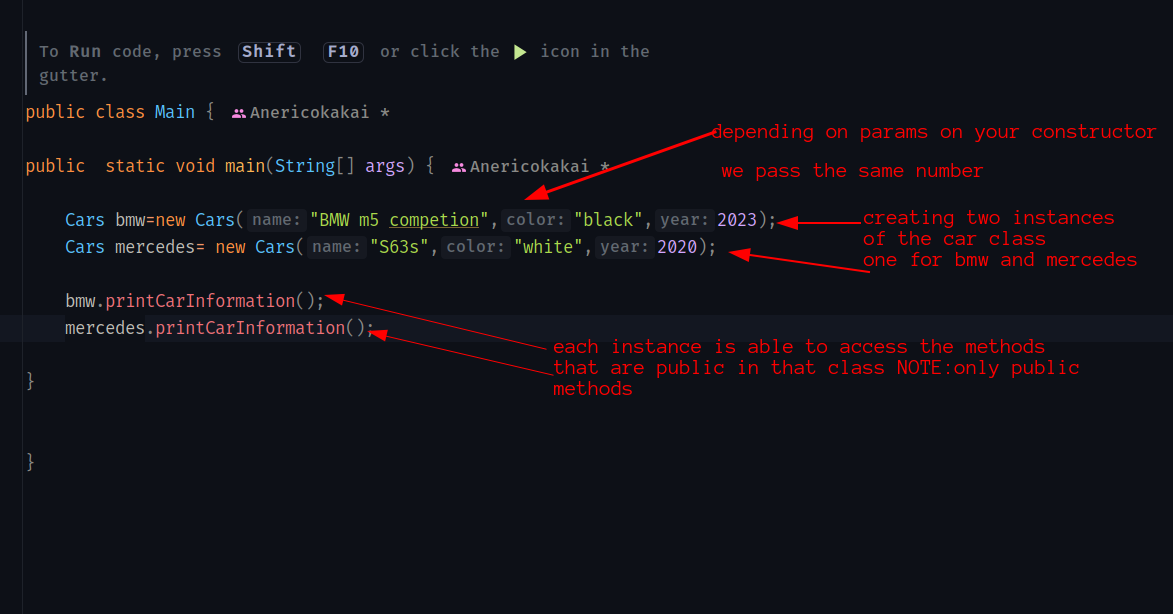 To Run code, press Shift F10 or click the icon in the
gutter.
public class Main { Anericokakai *
depending on params on your constructor
public static void main(String[] args) { Anericokakai *
we pass the same number
Cars bmw=new Cars( name: "BMW m5 competion", color: "black", year: 2023);
creating two instances
of the car class
Cars mercedes= new Cars( name: "S63s", color: "white", year: 2020);
one for bmw and mercedes
bmw.printCarInformation();
mercedes.printCarInformation();
each instance is able to access the methods
that are public in that class NOTE:only public
methods
}
}